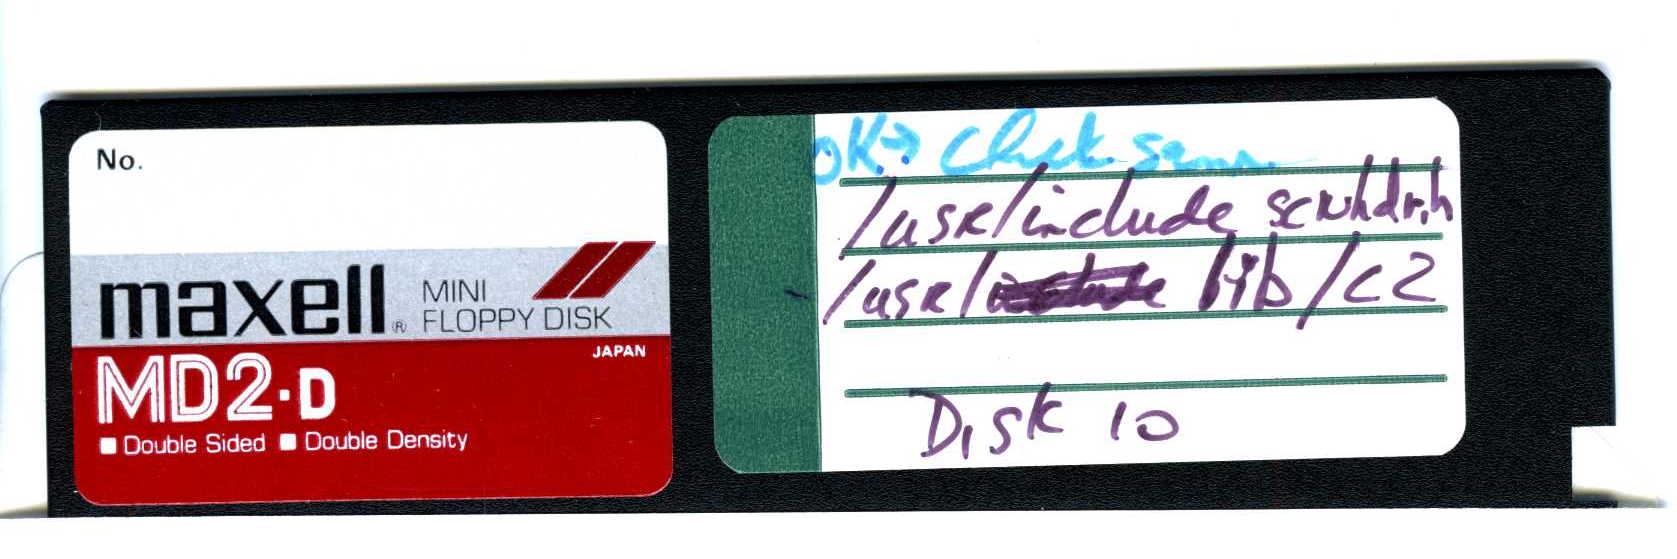 No.
maxell® MINI
FLOPPY DISK
JAPAN
MD2-D
Double Sided Double Density
OK→
/usr/include scnhdr.h
/usr/lib/c2
Disk 10